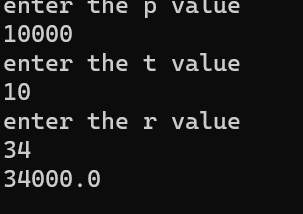 enter the p value
10000
enter the t value
10
enter the r value
34
34000.0